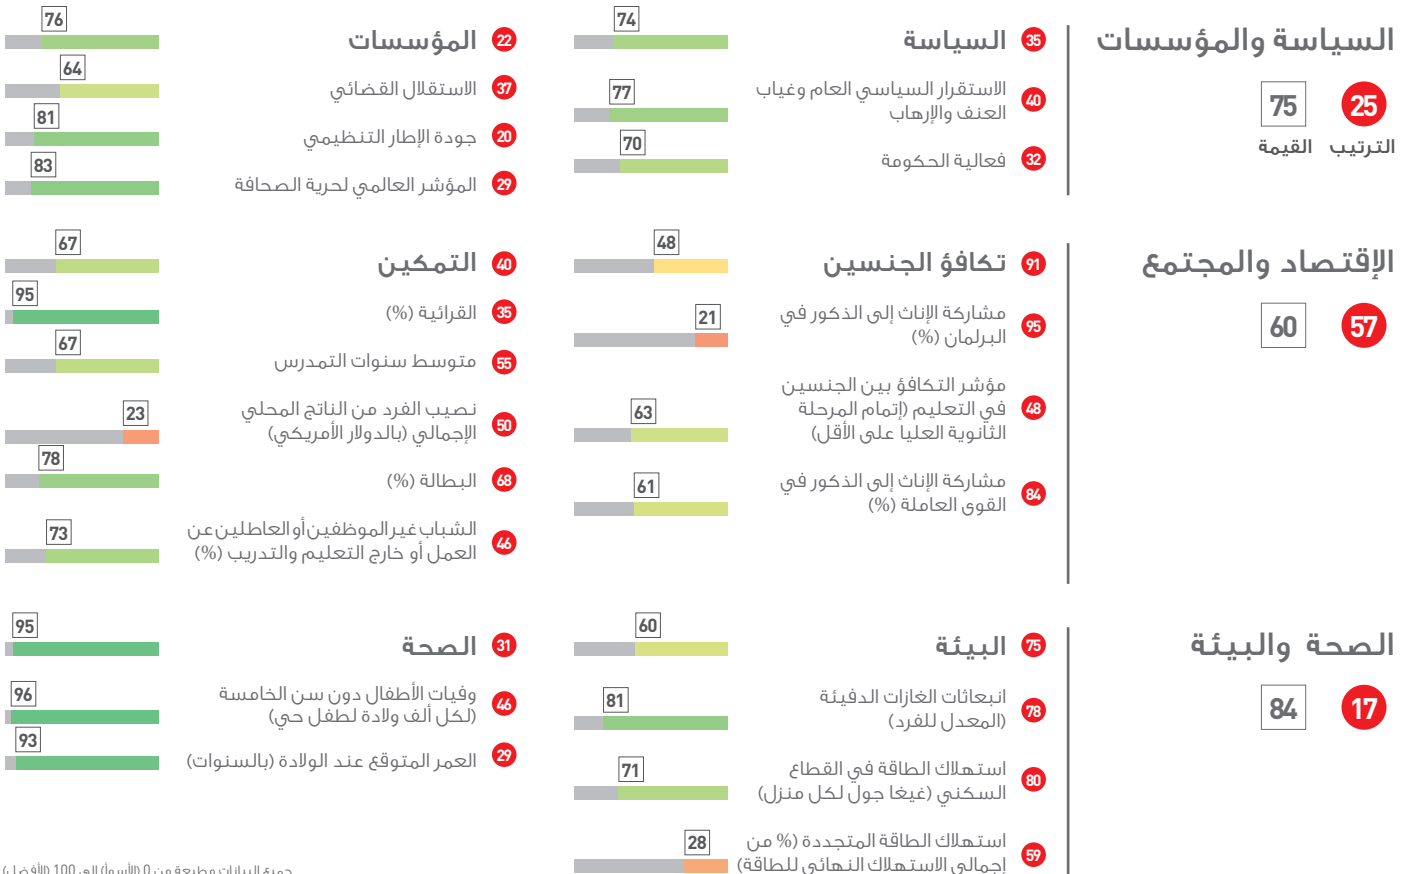 السياسة والمؤسسات
25
75
الترتيب
القيمة
35
السياسة
74
40
الاستقرار السياسي العام وغياب
العنف والإرهاب
77
32
فعالية الحكومة
70
22
المؤسسات
76
37
الاستقلال القضائي
64
20
جودة الإطار التنظيمي
81
29
المؤشر العالمي لحرية الصحافة
83
الإقتصاد والمجتمع
57
60
91
تكافؤ الجنسين
48
95
مشاركة الإناث إلى الذكور في
البرلمان (%)
21
48
مؤشر التكافؤ بين الجنسين
في التعليم (إتمام المرحلة
الثانوية العليا على الأقل)
63
84
مشاركة الإناث إلى الذكور في
القوى العاملة (%)
61
40
التمكين
67
35
القرائية (%)
95
55
متوسط سنوات التمدرس
67
50
نصيب الفرد من الناتج المحلي
الإجمالي (بالدولار الأمريكي)
23
68
البطالة (%)
78
46
الشباب غير الموظفين أو العاطلين عن
العمل أو خارج التعليم والتدريب (%)
73
الصحة والبيئة
17
84
75
البيئة
60
78
انبعاثات الغازات الدفيئة
(المعدل للفرد)
81
80
استهلاك الطاقة في القطاع
السكني (غيغا جول لكل منزل)
71
59
استهلاك الطاقة المتجددة (% من
إجمالي الاستهلاك النهائي للطاقة)
28
31
الصحة
95
46
وفيات الأطفال دون سن الخامسة
(لكل ألف ولادة لطفل حي)
96
29
العمر المتوقع عند الولادة (بالسنوات)
93
جميع البيانات مطبعة من 0 (الأسوأ) إلى 100 (الأفضل)